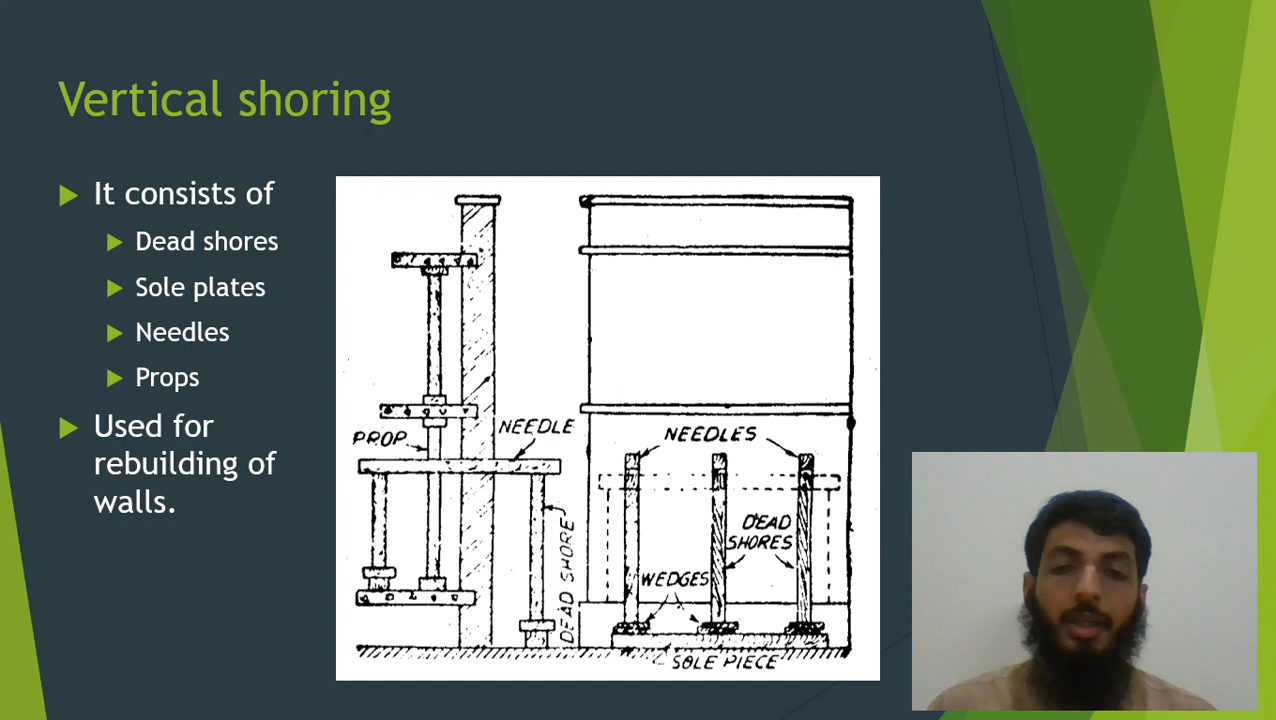 Vertical shoring
It consists of
Dead shores
Sole plates
Needles
Props
Used for
rebuilding of
walls.
PROP
NEEDLE
DEAD SHORE
NEEDLES
DEAD
SHORES
WEDGES
SOLE PIECE